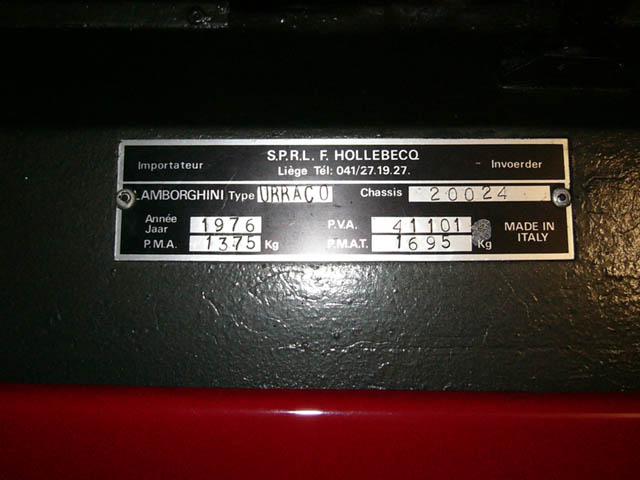 Importateur S.P.R.L. F. HOLLEBECQ Invoerder
Liège Tél: 041/27.19.27.
LAMBORGHINI Type URRACO Chassis 20024
Année Jaar 1976 P.V.A. 41101 MADE IN ITALY
P.M.A. 1375 Kg P.M.A.T. 1695 Kg